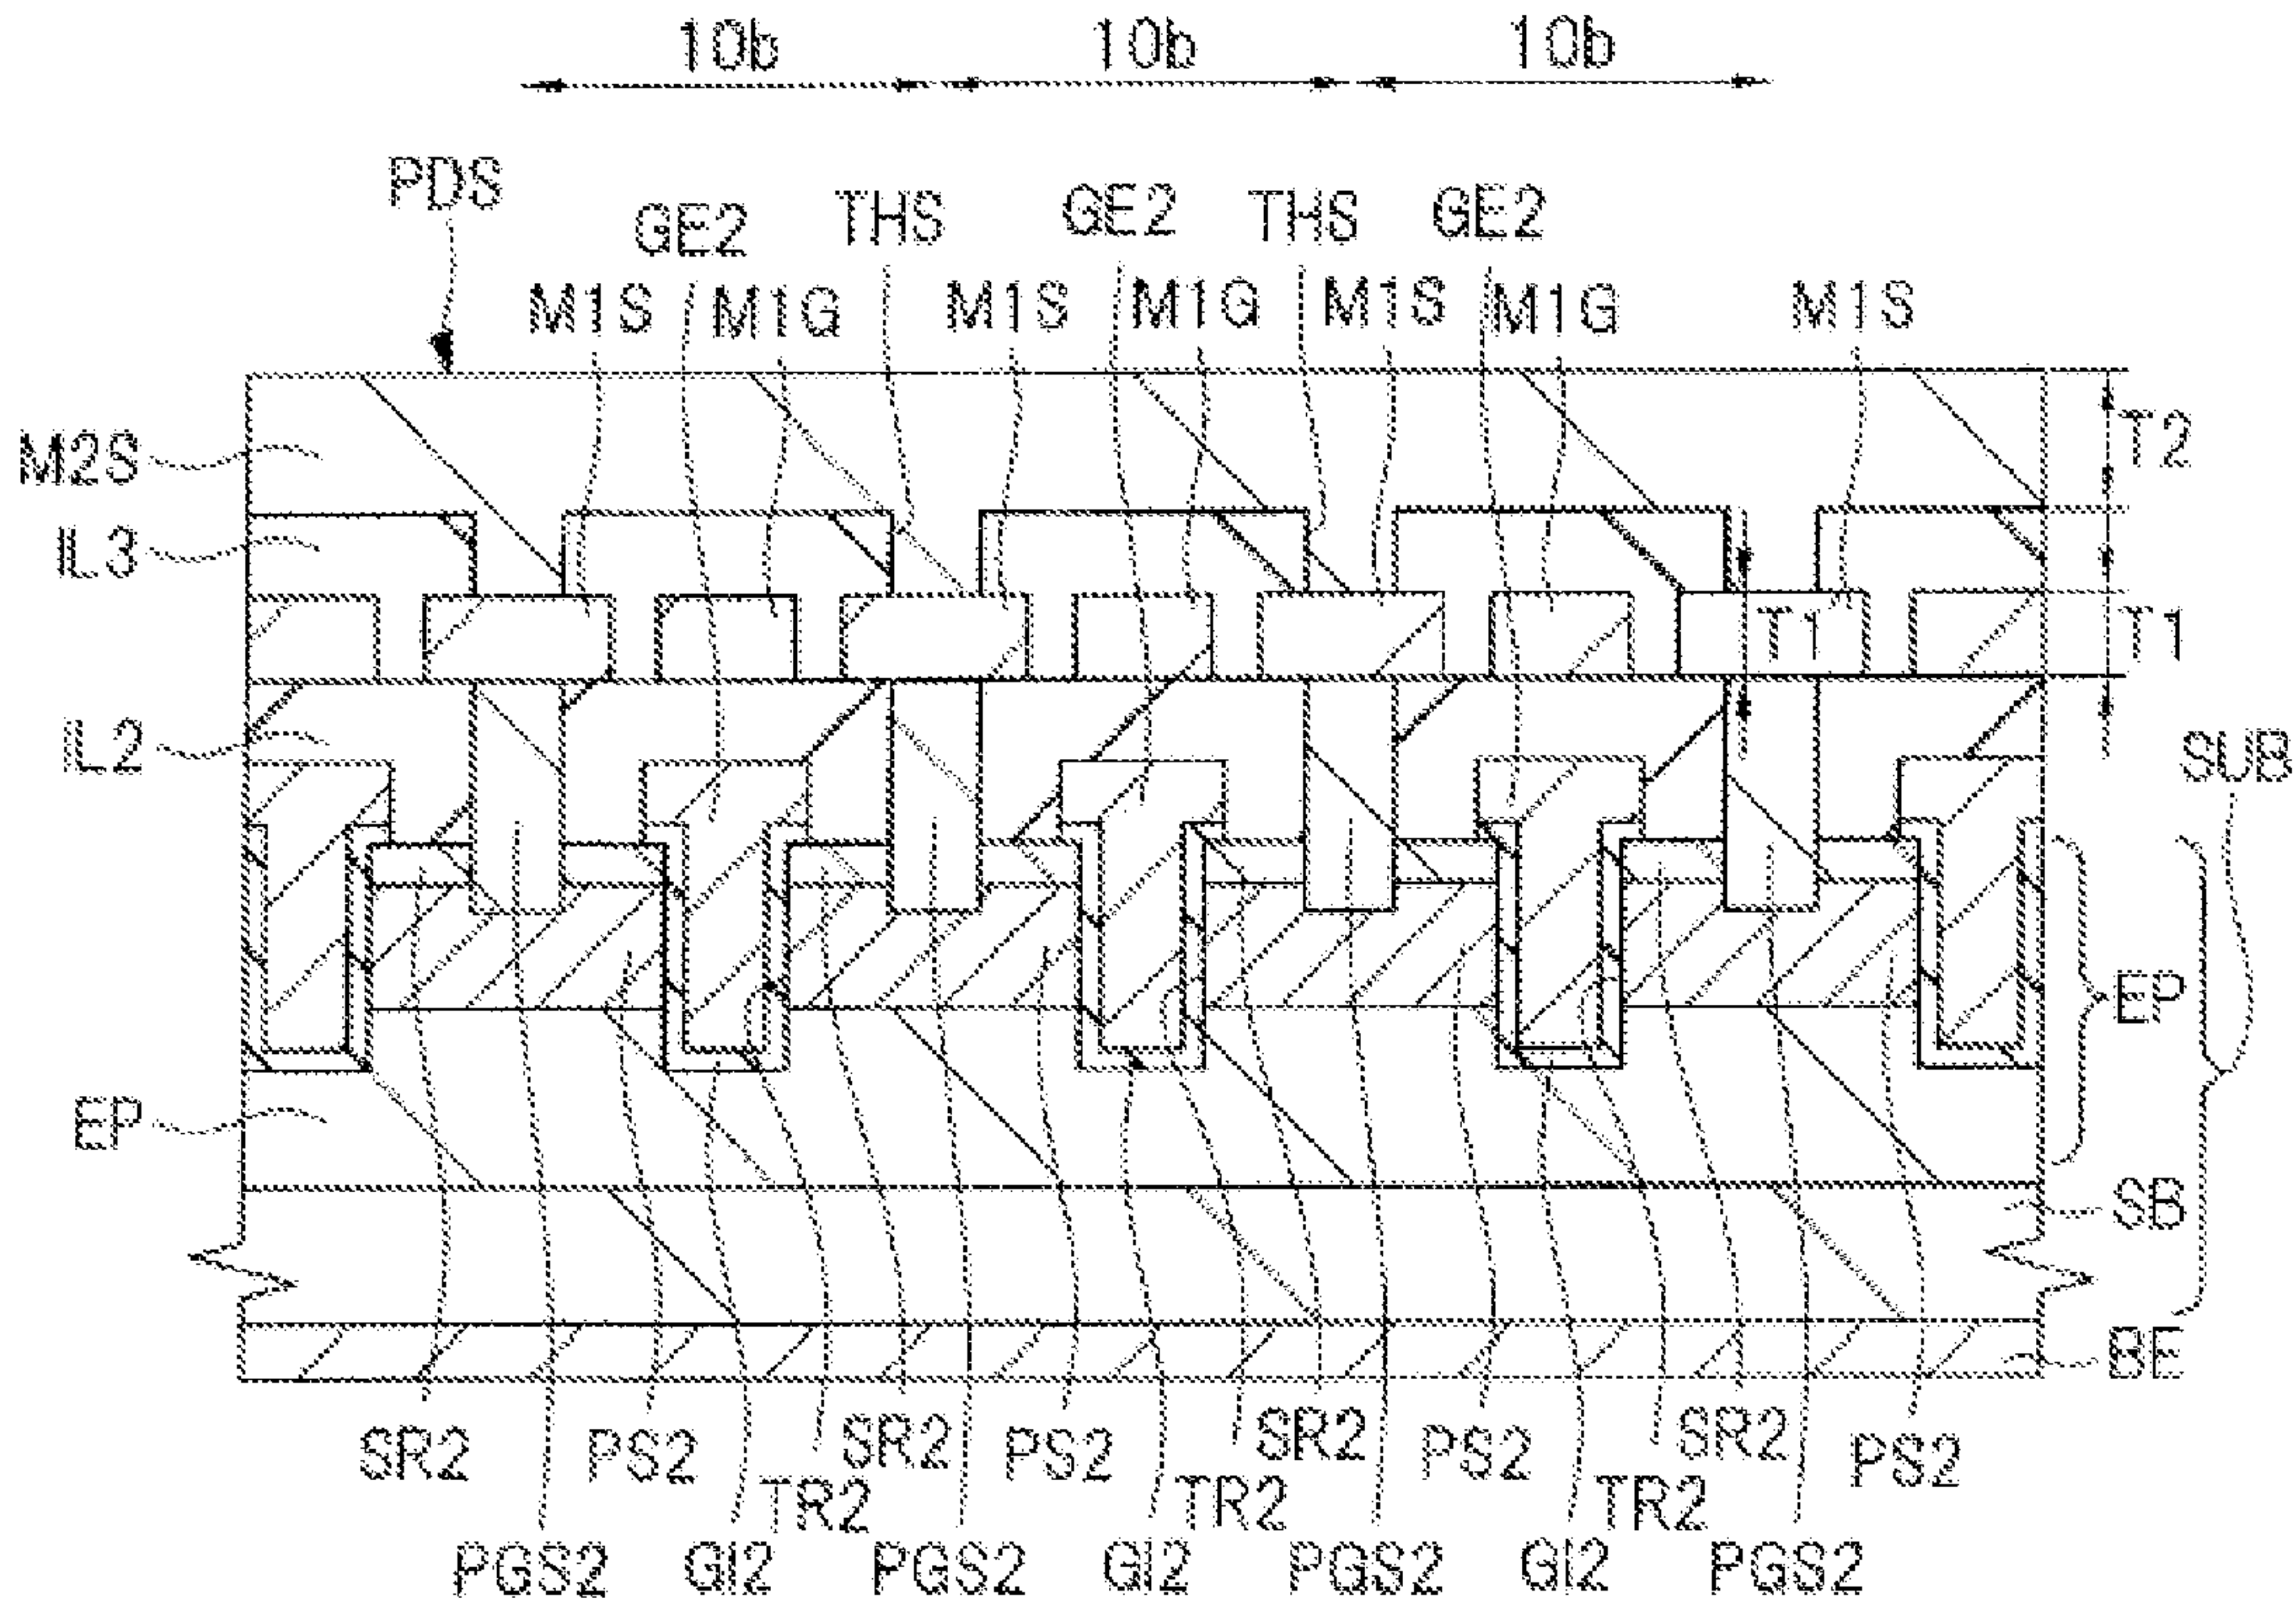 10b 10b 10b
PDS
GE2 THS GE2 THS GE2
M1S M1G M1S M1G M1S M1G M1S
M2S T2
IL3
T1 T1
IL2 SUB
EP
EP
SB
BE
SR2 PS2 SR2 PS2 SR2 PS2 SR2 PS2
TR2 TR2 TR2
PGS2 GI2 PGS2 GI2 PGS2 GI2 PGS2